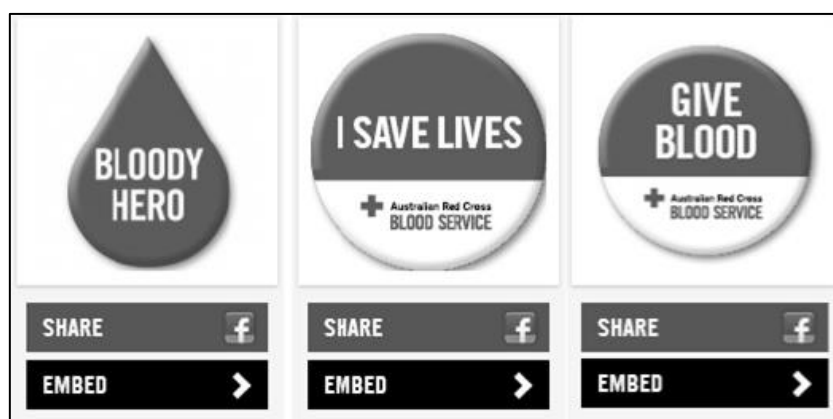 BLOODY
HERO
I SAVE LIVES
Australian Red Cross
BLOOD SERVICE
GIVE
BLOOD
Australian Red Cross
BLOOD SERVICE
SHARE f
EMBED
SHARE f
EMBED
SHARE f
EMBED